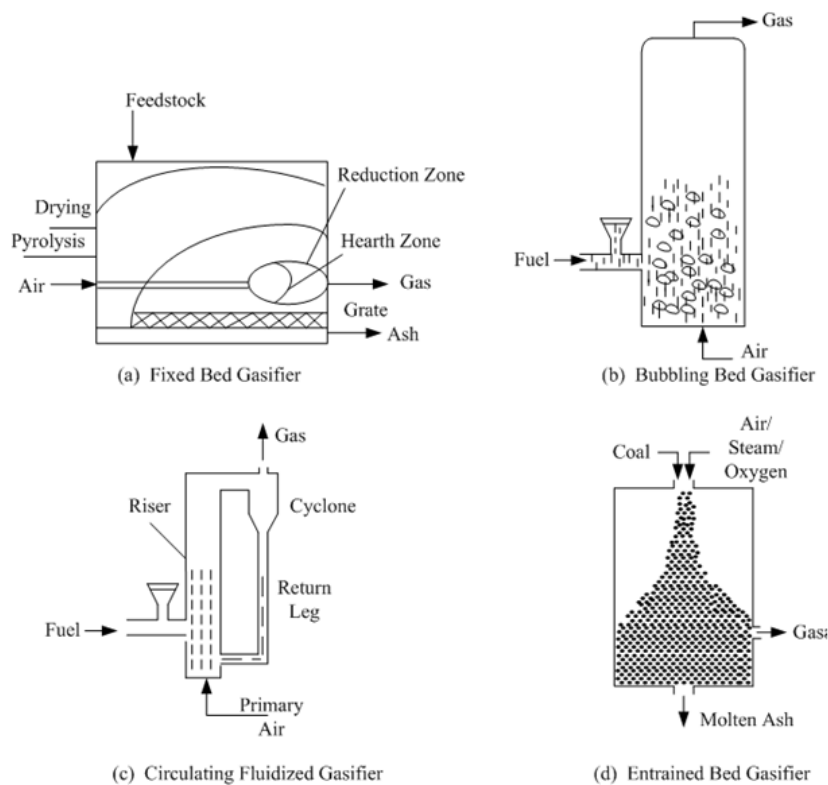 Feedstock
Reduction Zone
Drying
Hearth Zone
Pyrolysis
Air
Gas
Grate
Ash
(a) Fixed Bed Gasifier
Gas
Fuel
Air
(b) Bubbling Bed Gasifier
Gas
Riser
Cyclone
Return
Leg
Fuel
Primary
Air
(c) Circulating Fluidized Gasifier
Coal
Air/
Steam/
Oxygen
Gasa
Molten Ash
(d) Entrained Bed Gasifier